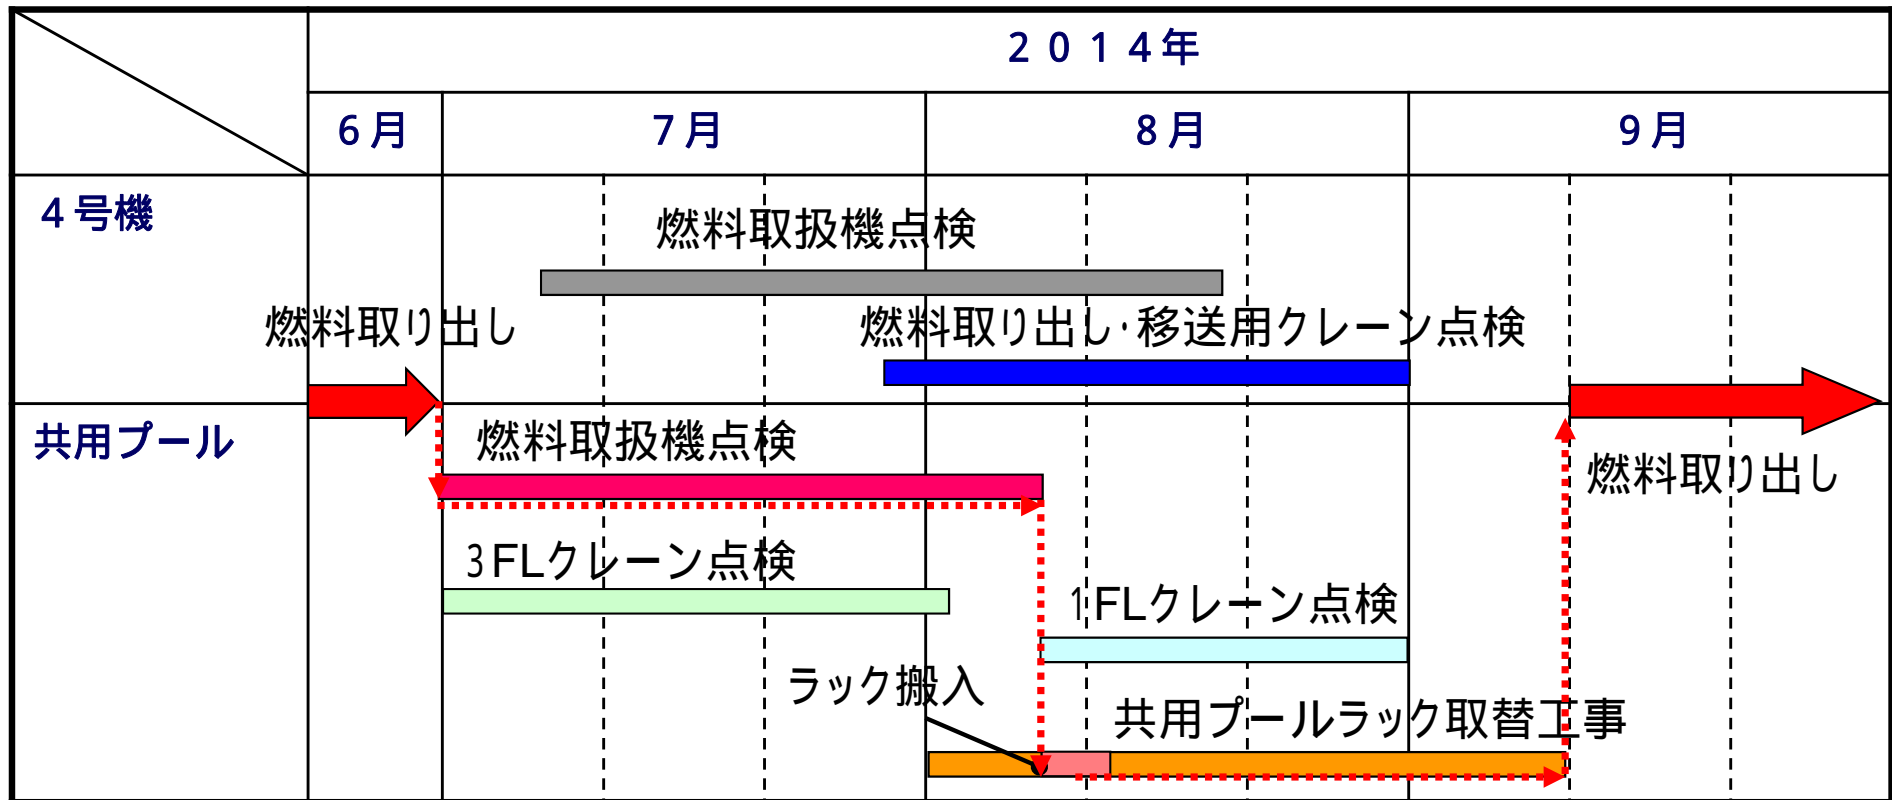 ２０１４年
６月
７月
８月
９月
４号機
燃料取扱機点検
燃料取り出し
燃料取り出し･移送用クレーン点検
共用プール
燃料取扱機点検
燃料取り出し
３FLクレーン点検
１FLクレーン点検
ラック搬入
共用プールラック取替工事